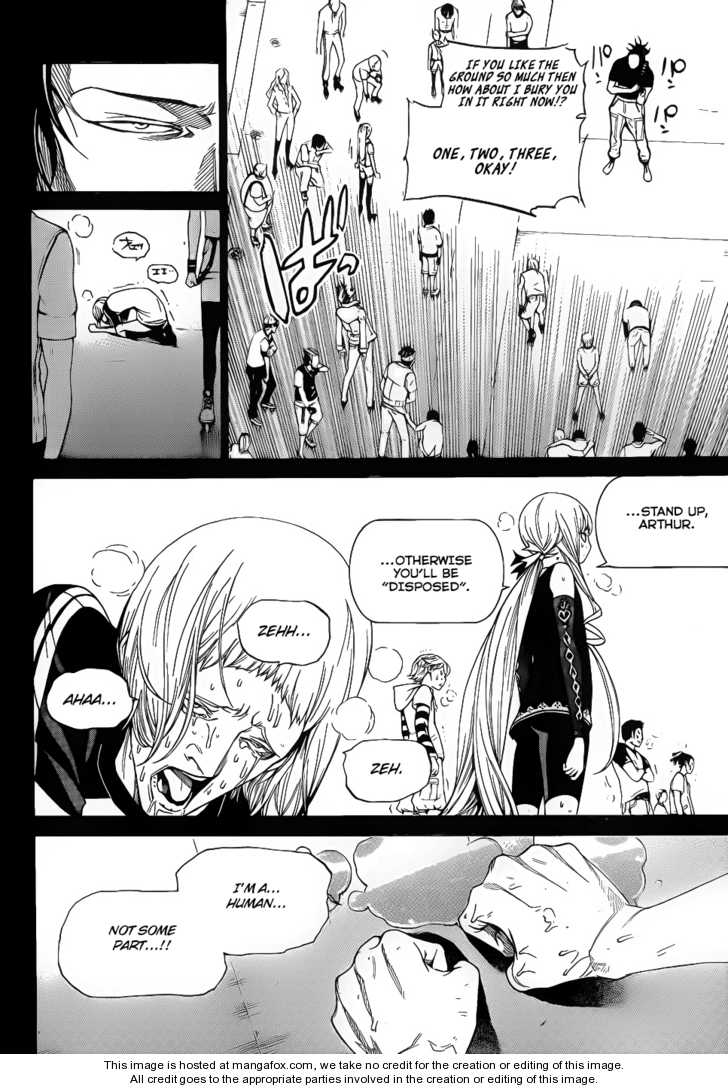 IF YOU LIKE THE
GROUND SO MUCH THEN
HOW ABOUT I BURY YOU
IN IT RIGHT NOW!?
ONE, TWO, THREE,
OKAY!
ばっ
...STAND UP,
ARTHUR.
...OTHERWISE
YOU'LL BE
"DISPOSED".
ZEHH...
AHAA...
ZEH.
I'M A...
HUMAN...
NOT SOME
PART...!!
This image is hosted at mangafox.com, we take no credit for the creation or editing of this image.
All credit goes to the appropriate parties involved in the creation or editing of this image.